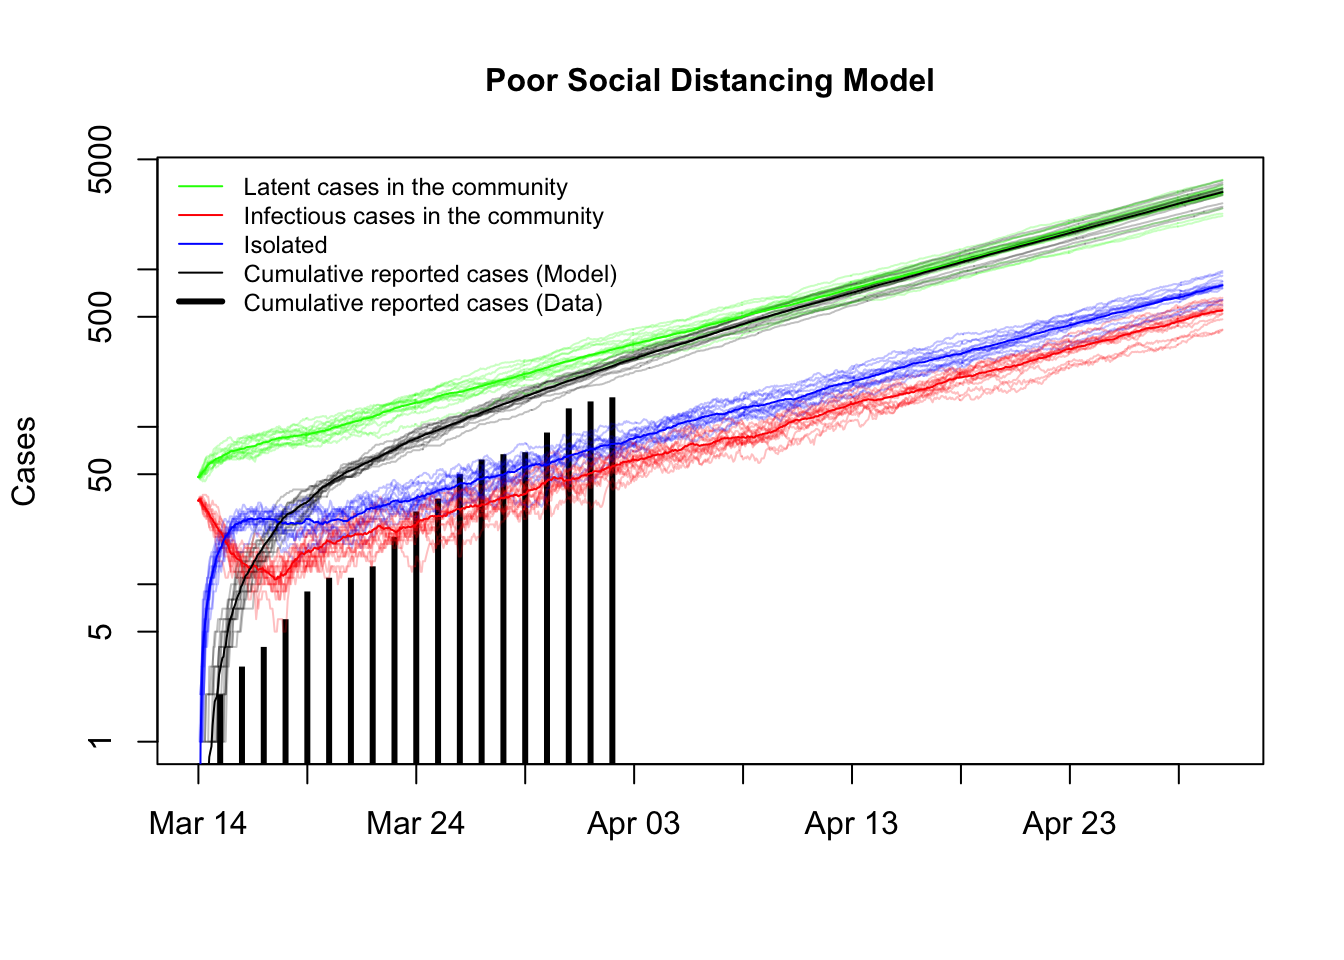 Poor Social Distancing Model
5000
500
50
5
1
Cases
Latent cases in the community
Infectious cases in the community
Isolated
Cumulative reported cases (Model)
Cumulative reported cases (Data)
Mar 14 Mar 24 Apr 03 Apr 13 Apr 23